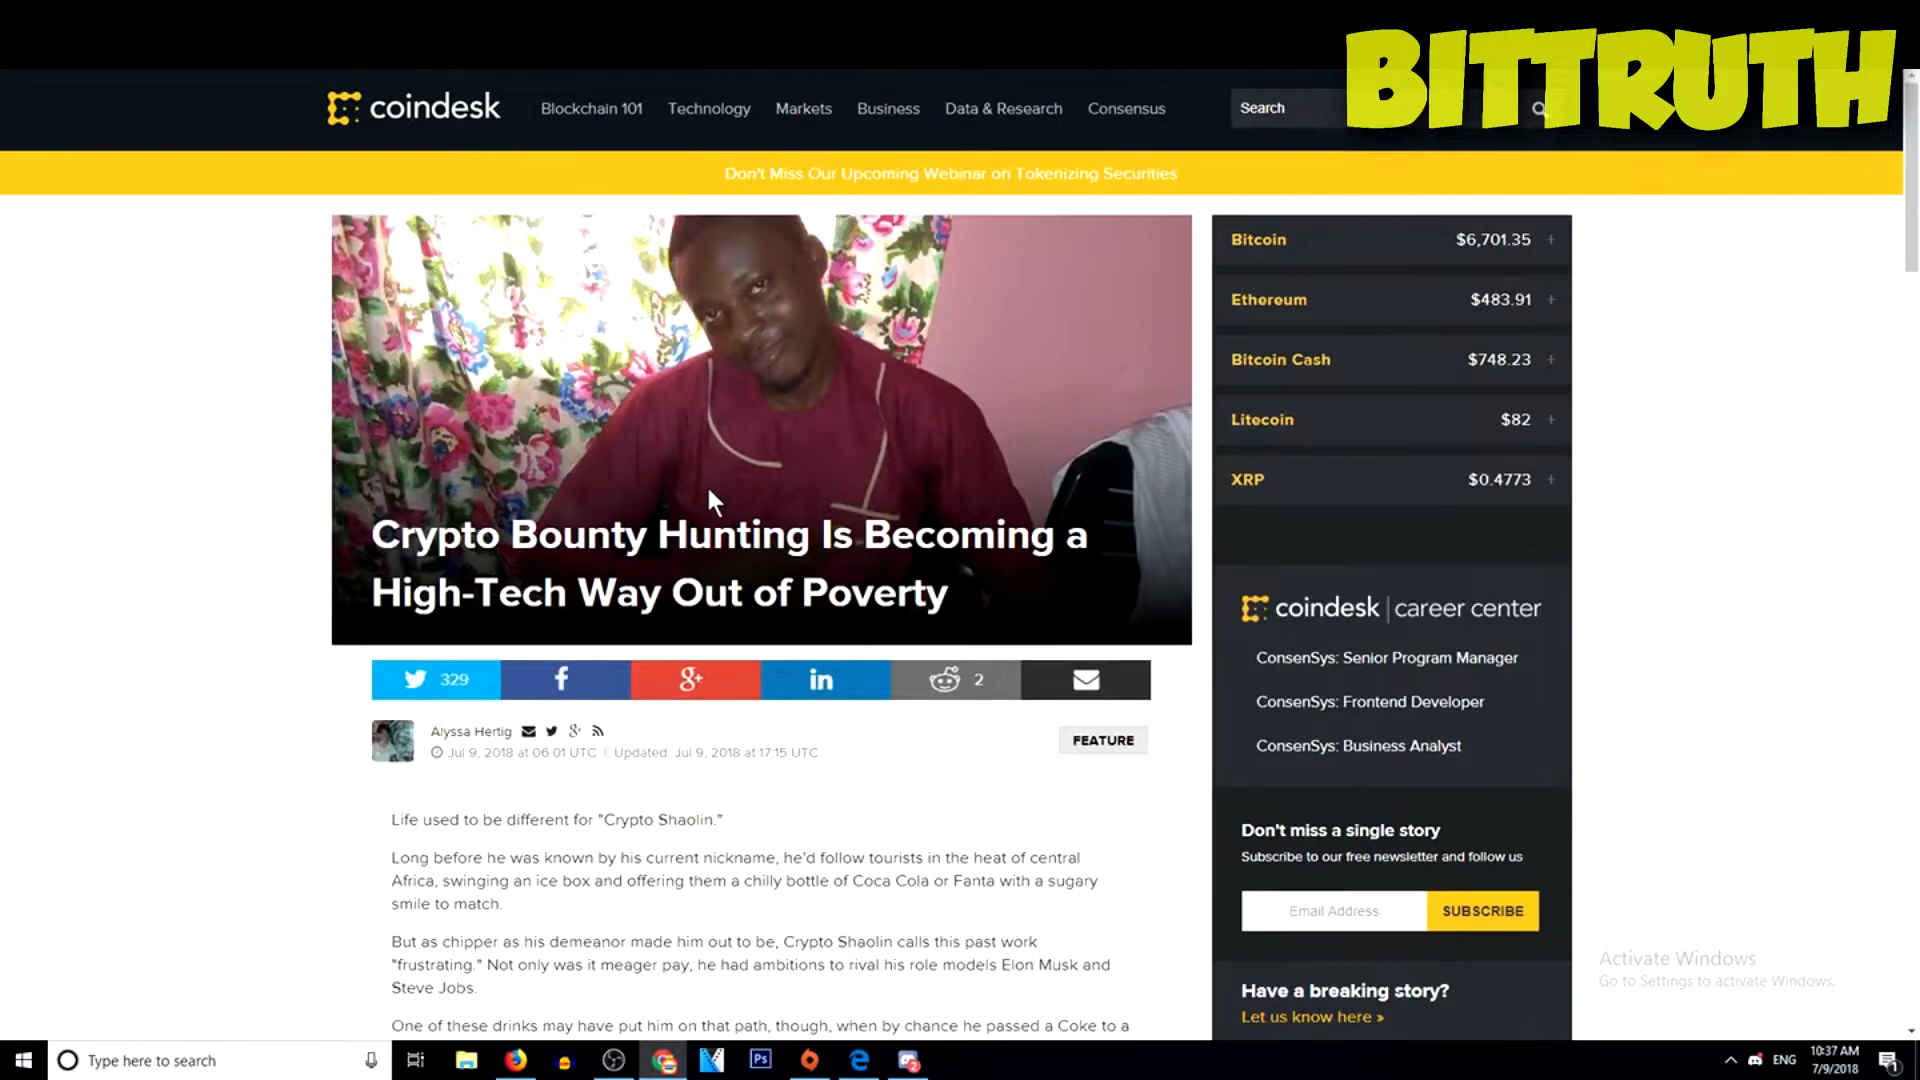 BITTRUTH
coindesk
Blockchain 101 Technology Markets Business Data & Research Consensus
Search
Don't Miss Our Upcoming Webinar on Tokenizing Securities
Crypto Bounty Hunting Is Becoming a
High-Tech Way Out of Poverty
329
2
Alyssa Hertig
Jul 9, 2018 at 06:01 UTC | Updated Jul 9, 2018 at 17:15 UTC
FEATURE
Life used to be different for "Crypto Shaolin."
Long before he was known by his current nickname, he'd follow tourists in the heat of central
Africa, swinging an ice box and offering them a chilly bottle of Coca Cola or Fanta with a sugary
smile to match.
But as chipper as his demeanor made him out to be, Crypto Shaolin calls this past work
"frustrating." Not only was it meager pay, he had ambitions to rival his role models Elon Musk and
Steve Jobs.
One of these drinks may have put him on that path, though, when by chance he passed a Coke to a
Bitcoin $6,701.35 +
Ethereum $483.91 +
Bitcoin Cash $748.23 +
Litecoin $82 +
XRP $0.4773 +
coindesk | career center
ConsenSys: Senior Program Manager
ConsenSys: Frontend Developer
ConsenSys: Business Analyst
Don't miss a single story
Subscribe to our free newsletter and follow us
Email Address SUBSCRIBE
Have a breaking story?
Let us know here »
Activate Windows
Go to Settings to activate Windows.
Type here to search
Ps
ENG
10:37 AM
7/9/2018